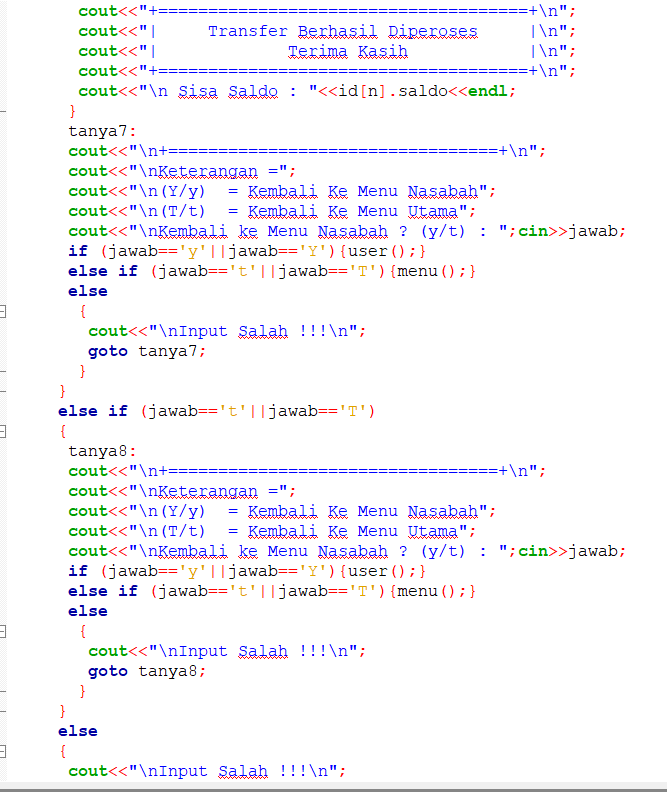 cout<<"+=====================================+\n";
cout<<"|     Transfer Berhasil Diperoses     |\n";
cout<<"|             Terima Kasih            |\n";
cout<<"+=====================================+\n";
cout<<"\n Sisa Saldo : "<<id[n].saldo<<endl;
}
tanya7:
cout<<"\n+=================================+\n";
cout<<"\nKeterangan =";
cout<<"\n(Y/y)  = Kembali Ke Menu Nasabah";
cout<<"\n(T/t)  = Kembali Ke Menu Utama";
cout<<"\nKembali ke Menu Nasabah ? (y/t) : ";cin>>jawab;
if (jawab=='y'||jawab=='Y'){user();}
else if (jawab=='t'||jawab=='T'){menu();}
else
{
cout<<"\nInput Salah !!!\n";
goto tanya7;
}
}
else if (jawab=='t'||jawab=='T')
{
tanya8:
cout<<"\n+=================================+\n";
cout<<"\nKeterangan =";
cout<<"\n(Y/y)  = Kembali Ke Menu Nasabah";
cout<<"\n(T/t)  = Kembali Ke Menu Utama";
cout<<"\nKembali ke Menu Nasabah ? (y/t) : ";cin>>jawab;
if (jawab=='y'||jawab=='Y'){user();}
else if (jawab=='t'||jawab=='T'){menu();}
else
{
cout<<"\nInput Salah !!!\n";
goto tanya8;
}
}
else
{
cout<<"\nInput Salah !!!\n";